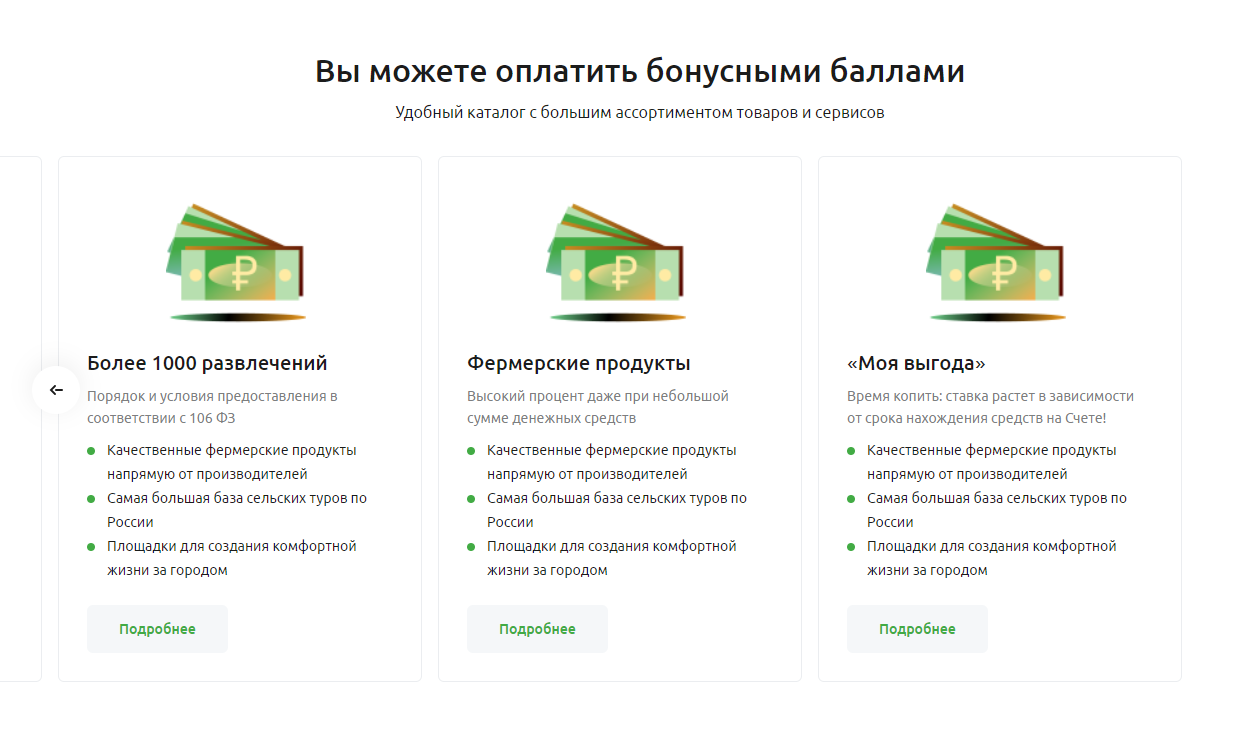 Вы можете оплатить бонусными баллами
Удобный каталог с большим ассортиментом товаров и сервисов
Более 1000 развлечений
Порядок и условия предоставления в
соответствии с 106 ФЗ
Качественные фермерские продукты
напрямую от производителей
Самая большая база сельских туров по
России
Площадки для создания комфортной
жизни за городом
Подробнее
Фермерские продукты
Высокий процент даже при небольшой
сумме денежных средств
Качественные фермерские продукты
напрямую от производителей
Самая большая база сельских туров по
России
Площадки для создания комфортной
жизни за городом
Подробнее
«Моя выгода»
Время копить: ставка растет в зависимости
от срока нахождения средств на Счете!
Качественные фермерские продукты
напрямую от производителей
Самая большая база сельских туров по
России
Площадки для создания комфортной
жизни за городом
Подробнее